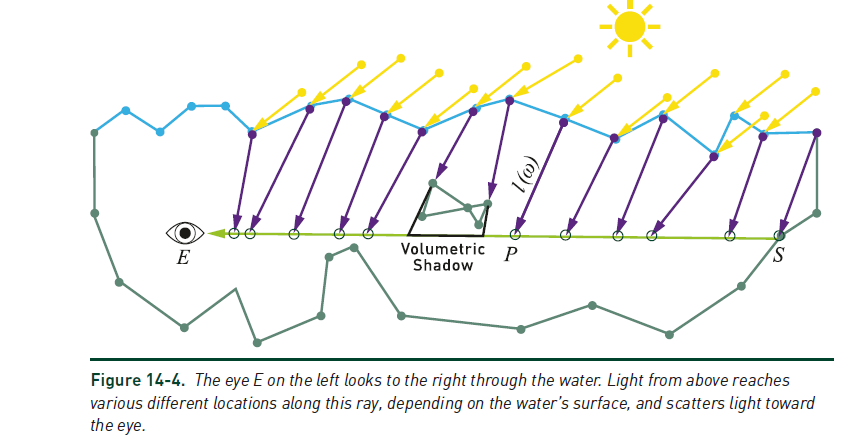 l(ω)
E
Volumetric
Shadow
P
S
Figure 14-4. The eye E on the left looks to the right through the water. Light from above reaches
various different locations along this ray, depending on the water’s surface, and scatters light toward
the eye.